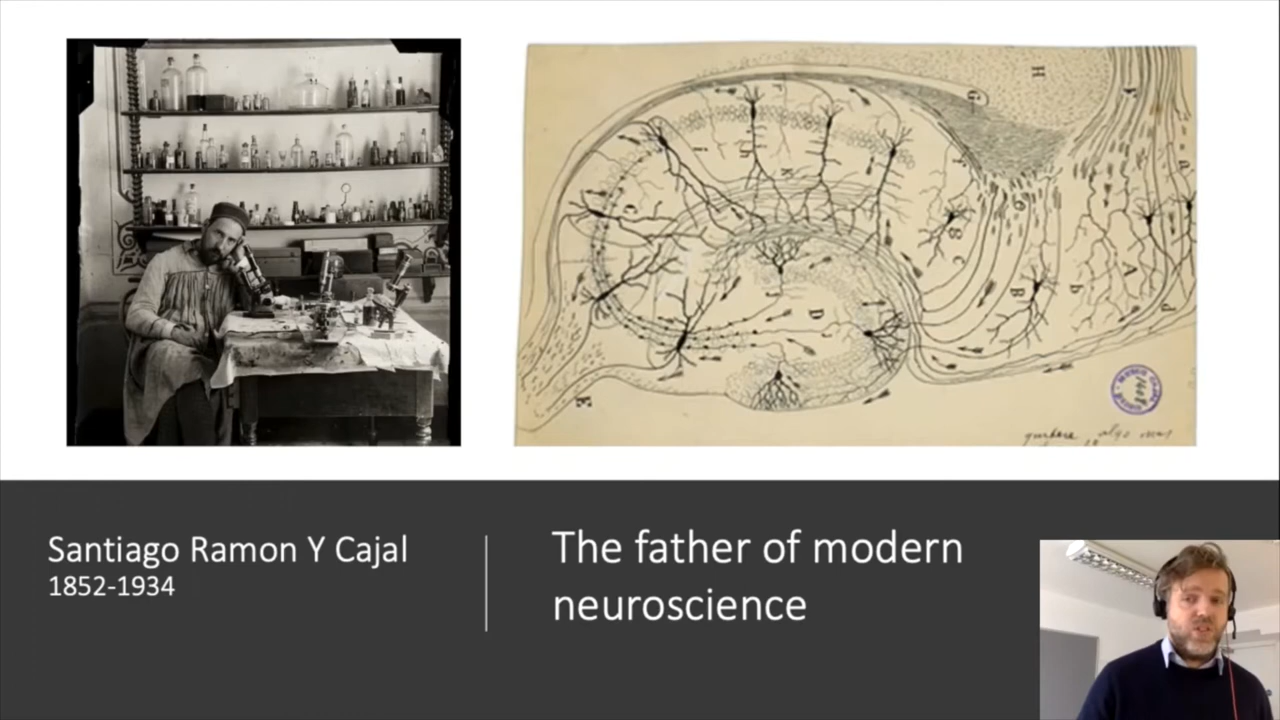 Santiago Ramon Y Cajal
1852-1934
The father of modern
neuroscience